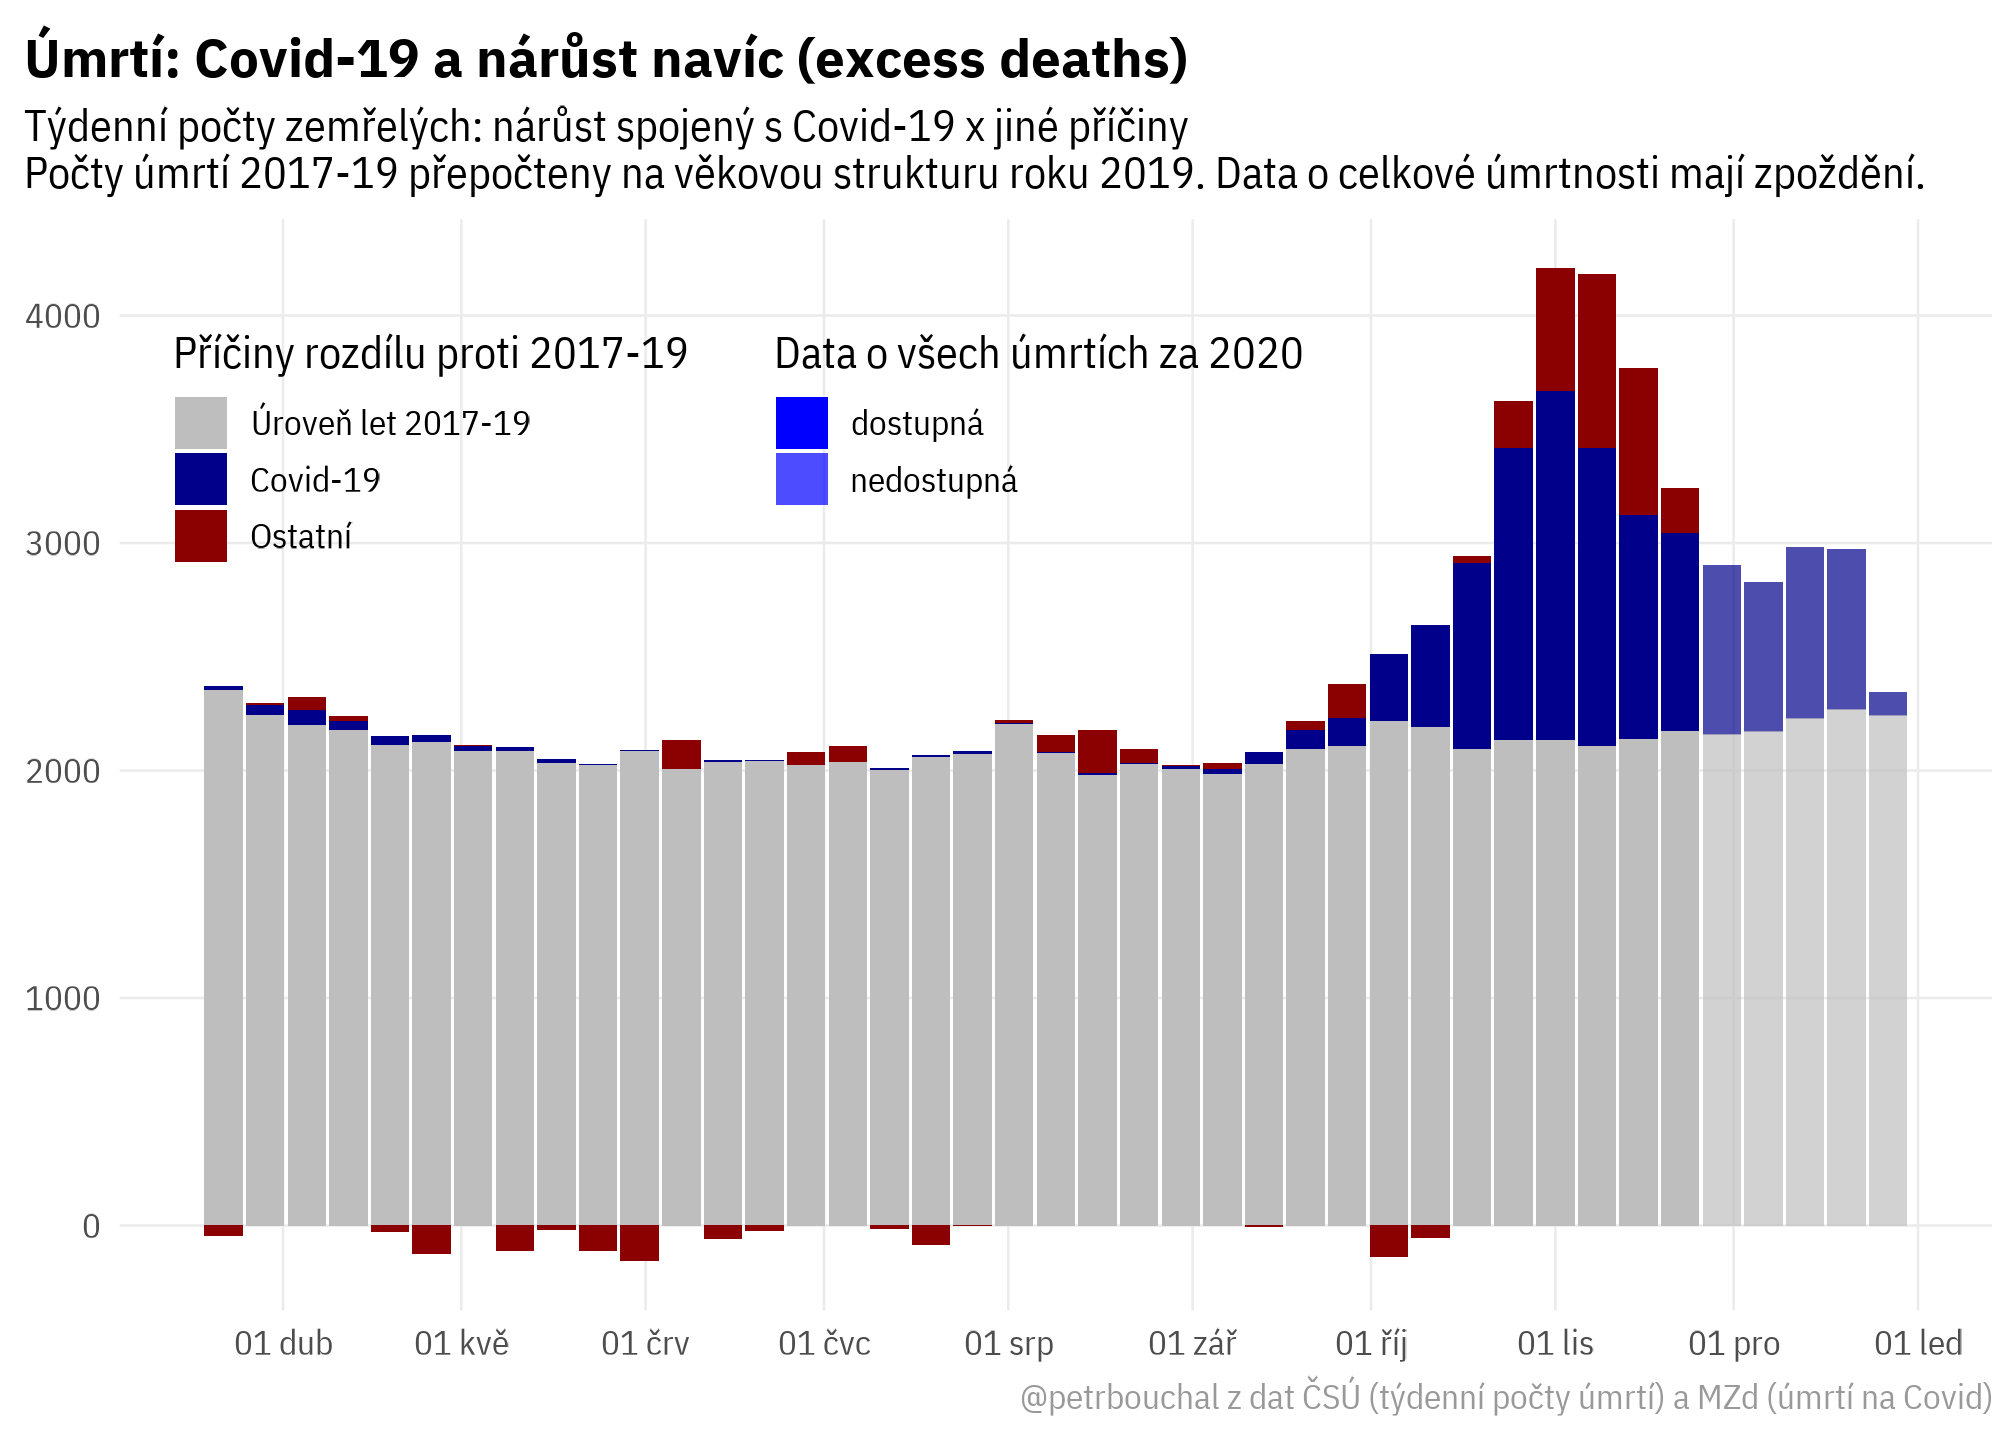 Úmrtí: Covid-19 a nárůst navíc (excess deaths)
Týdenní počty zemřelých: nárůst spojený s Covid-19 x jiné příčiny
Počty úmrtí 2017-19 přepočteny na věkovou strukturu roku 2019. Data o celkové úmrtnosti mají zpoždění.
4000
3000
2000
1000
0
Příčiny rozdílu proti 2017-19
Úroveň let 2017-19
Covid-19
Ostatní
Data o všech úmrtích za 2020
dostupná
nedostupná
01 dub
01 kvě
01 črv
01 čvc
01 srp
01 zář
01 říj
01 lis
01 pro
01 led
@petrbouchal z dat ČSÚ (týdenní počty úmrtí) a MZd (úmrtí na Covid)